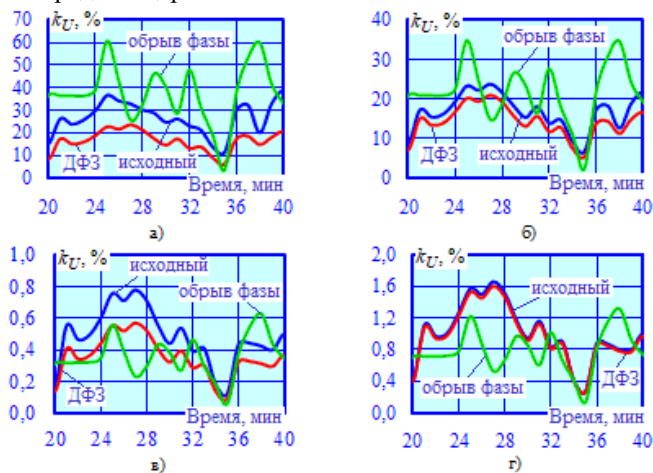 kU, %
70
60
50
40
30
20
10
0
обрыв фазы
ДФЗ
исходный
Время, мин
20 24 28 32 36 40
а)
kU, %
40
30
20
10
0
обрыв фазы
ДФЗ
исходный
Время, мин
20 24 28 32 36 40
б)
kU, %
1,0
0,8
0,6
0,4
0,2
0,0
исходный
обрыв фазы
ДФЗ
Время, мин
20 24 28 32 36 40
в)
kU, %
2,0
1,6
1,2
0,8
0,4
0,0
исходный
обрыв фазы
ДФЗ
Время, мин
20 24 28 32 36 40
г)